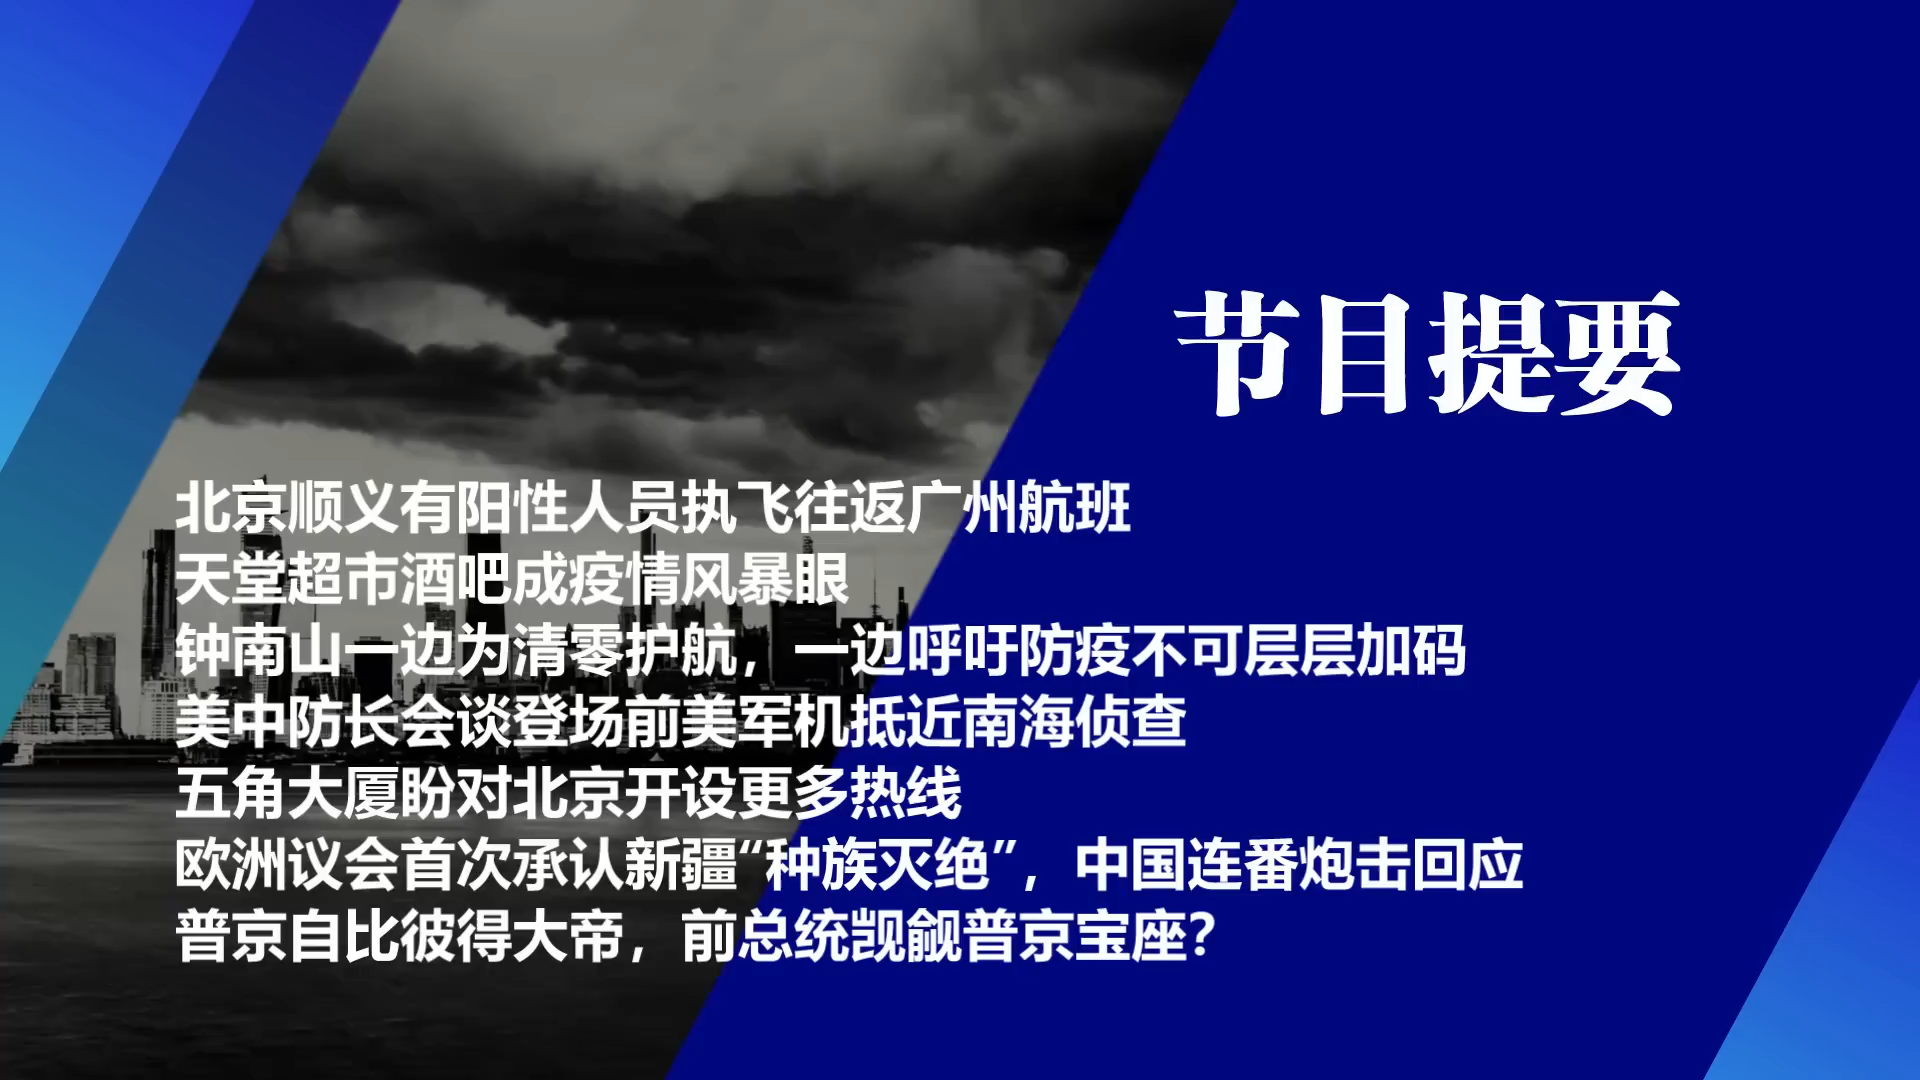 节目提要
北京顺义有阳性人员执飞往返广州航班
天堂超市酒吧成疫情风暴眼
钟南山一边为清零护航，一边呼吁防疫不可层层加码
美中防长会谈登场前美军机抵近南海侦查
五角大厦盼对北京开设更多热线
欧洲议会首次承认新疆“种族灭绝”，中国连番炮击回应
普京自比彼得大帝，前总统觊觎普京宝座？